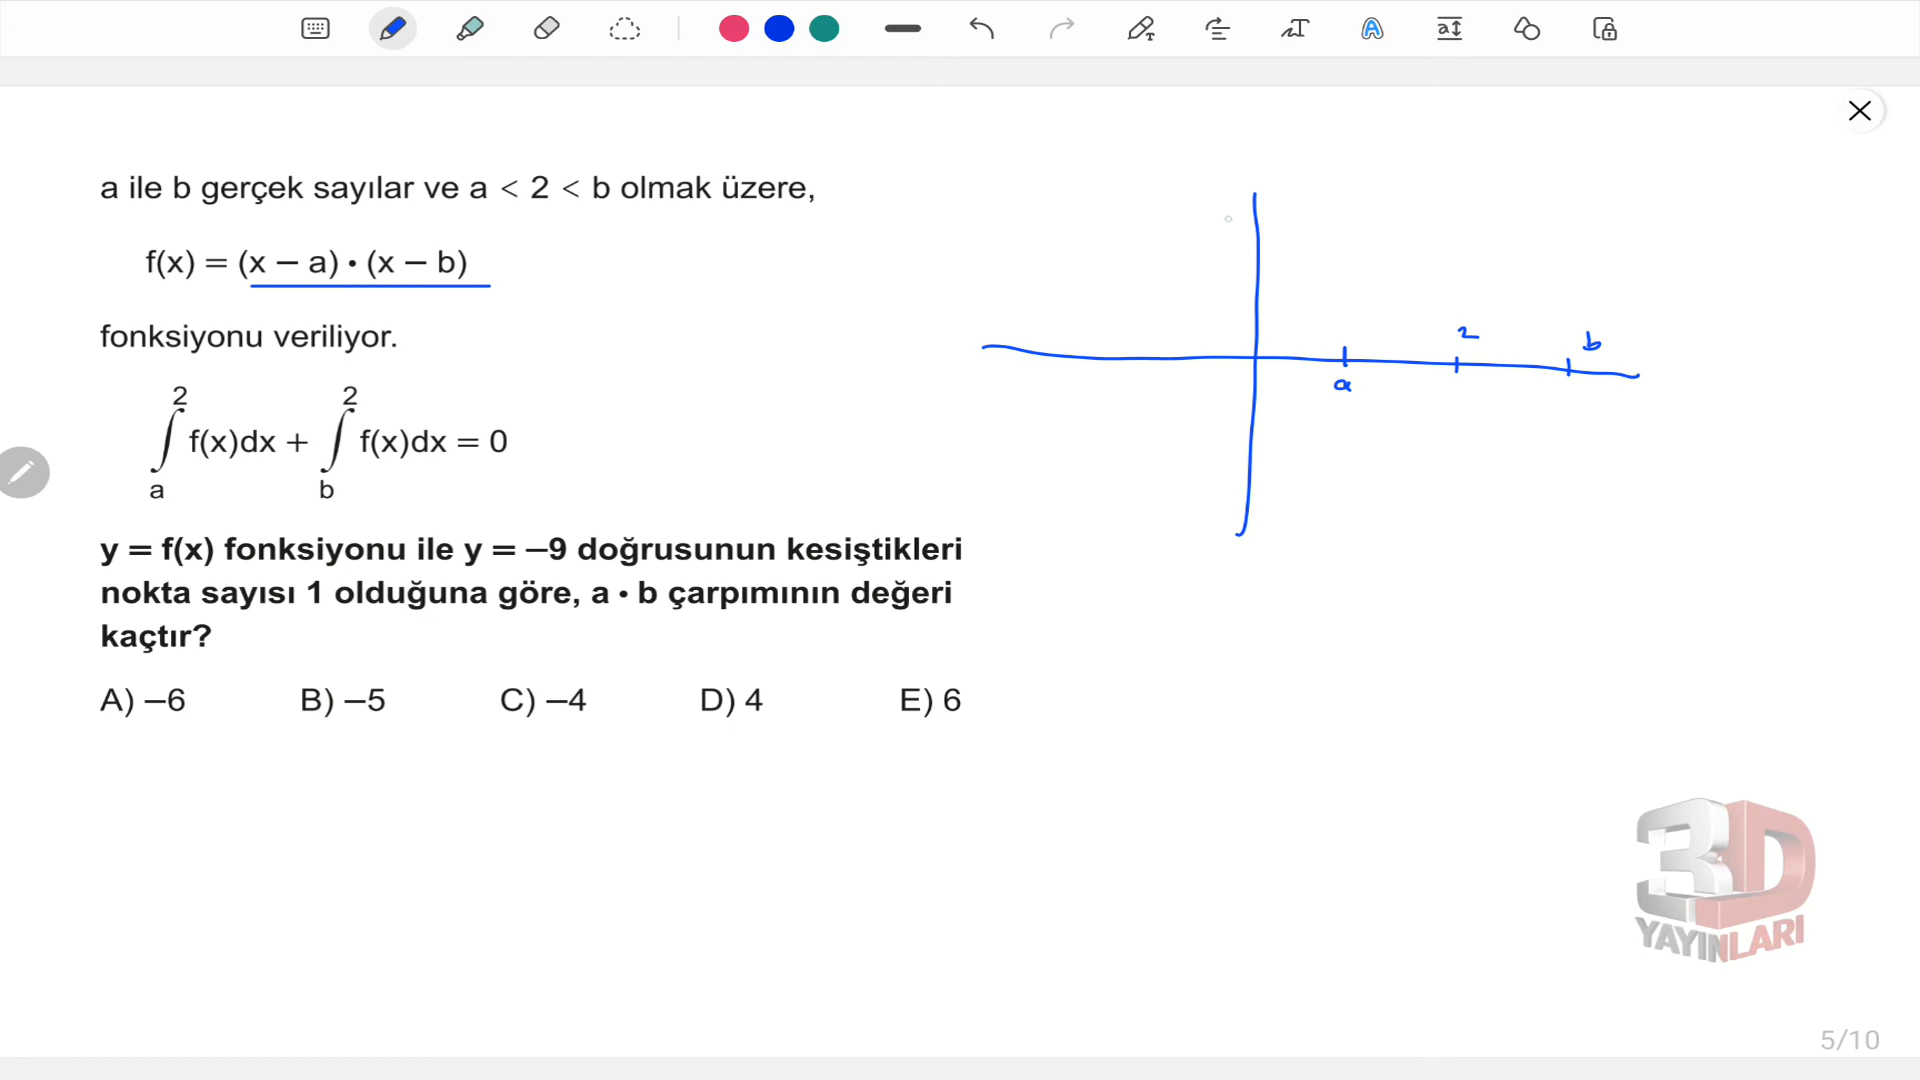 a ile b gerçek sayılar ve a < 2 < b olmak üzere,
f(x) = (x − a) • (x − b)
fonksiyonu veriliyor.
2 2
∫ f(x)dx + ∫ f(x)dx = 0
a b
y = f(x) fonksiyonu ile y = −9 doğrusunun kesiştikleri
nokta sayısı 1 olduğuna göre, a • b çarpımının değeri
kaçtır?
A) −6 B) −5 C) −4 D) 4 E) 6
2 b
a
3D
YAYINLARI
5/10